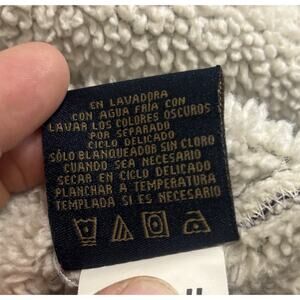 EN LAVADORA
CON AGUA FRÍA CON
LAVAR LOS COLORES OSCUROS
POR SEPARADO
CICLO DELICADO
SÓLO BLANQUEADOR SIN CLORO
CUANDO SEA NECESARIO
SECAR EN CICLO DELICADO
PLANCHAR A TEMPERATURA
TEMPLADA SI ES NECESARIO